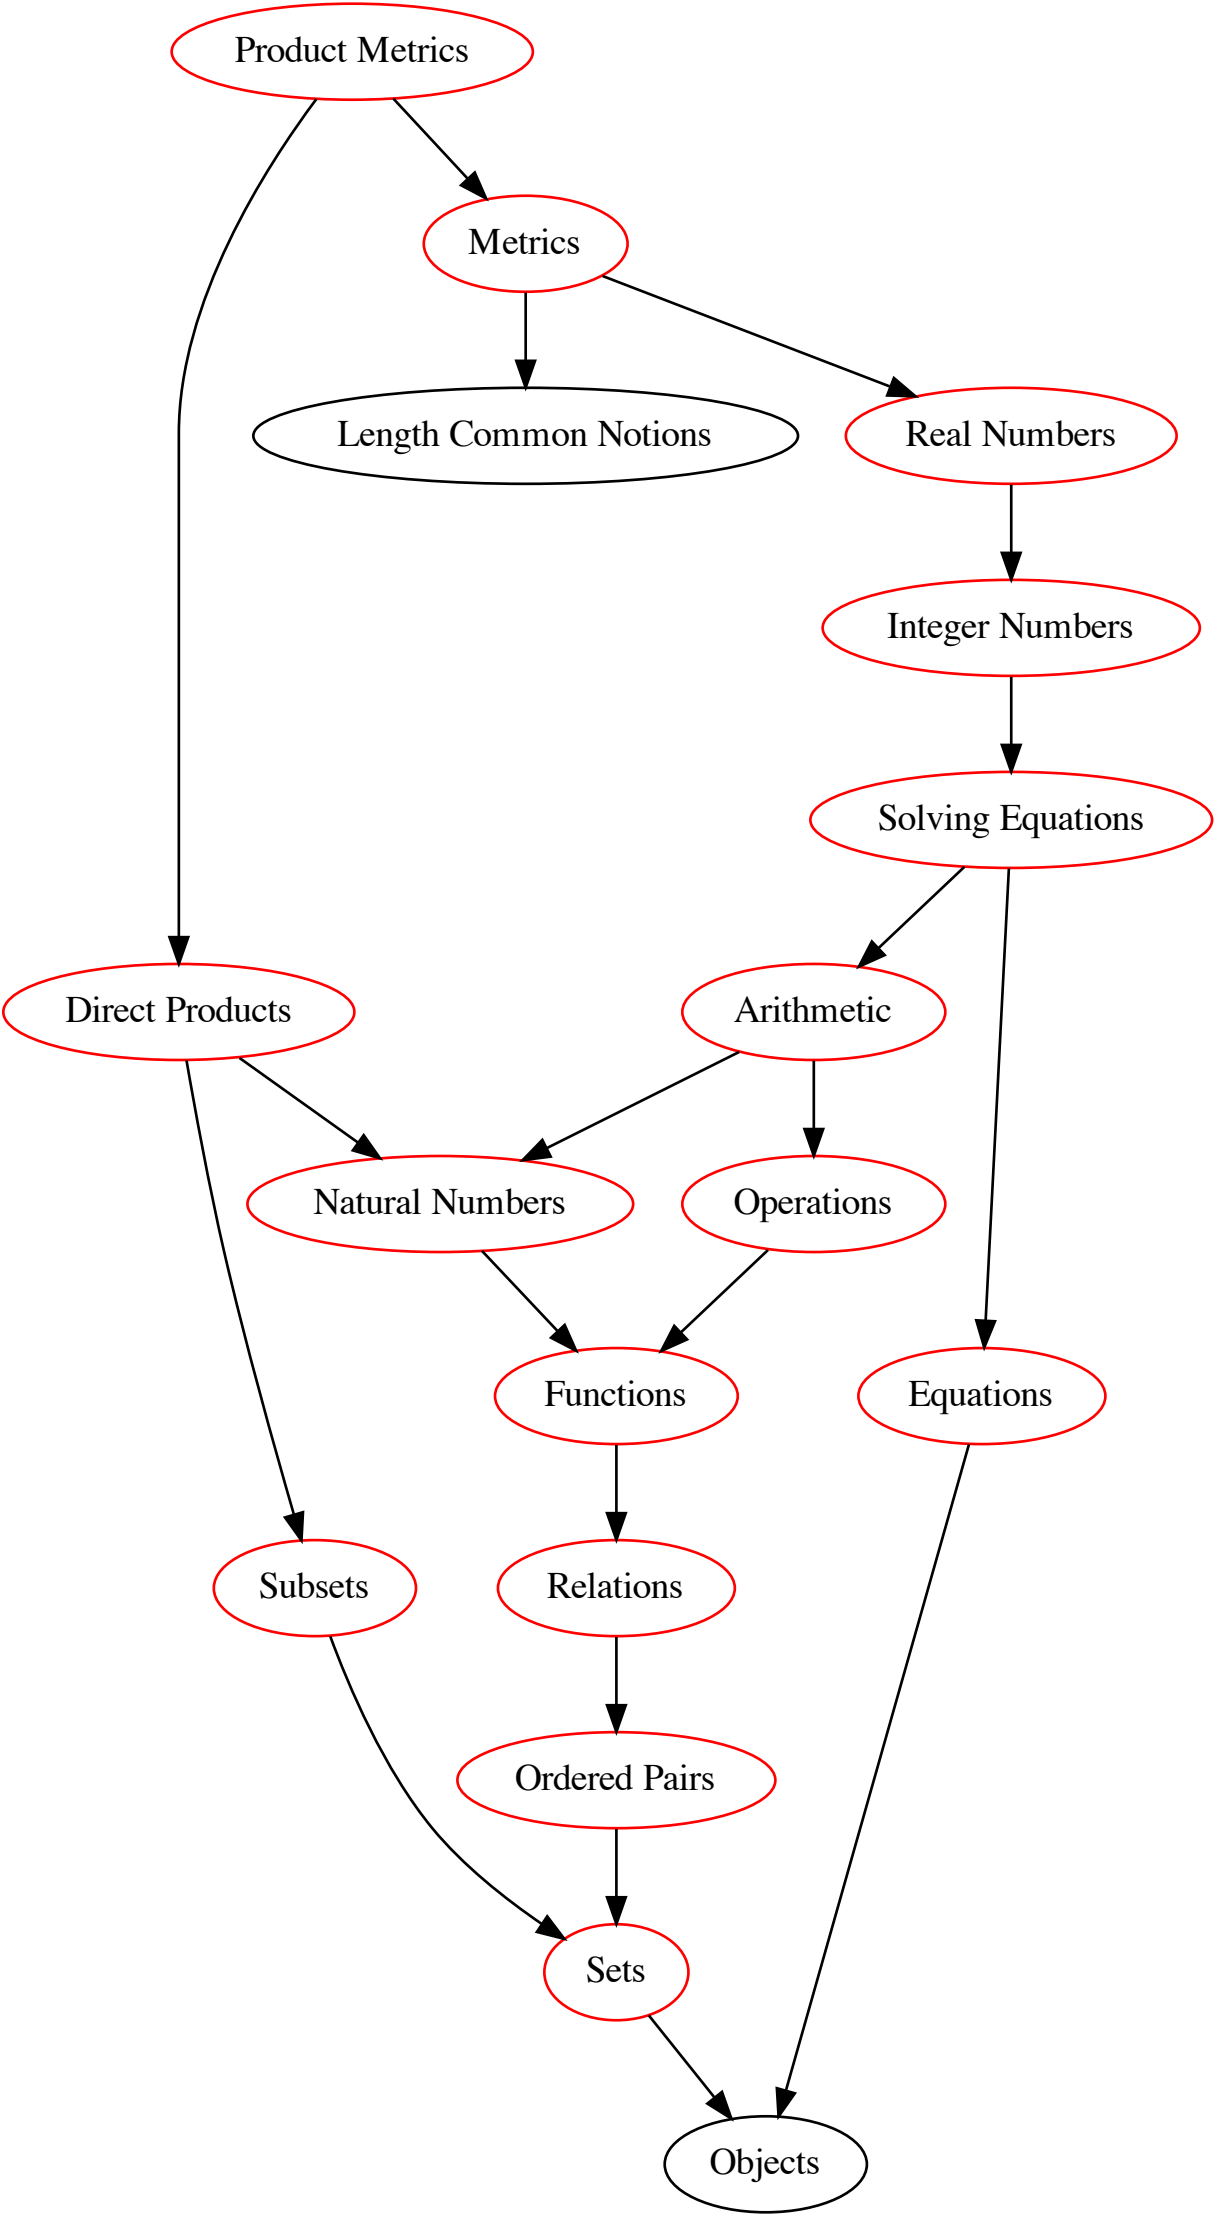 Product Metrics
Metrics
Length Common Notions
Real Numbers
Integer Numbers
Solving Equations
Direct Products
Arithmetic
Natural Numbers
Operations
Functions
Equations
Subsets
Relations
Ordered Pairs
Sets
Objects